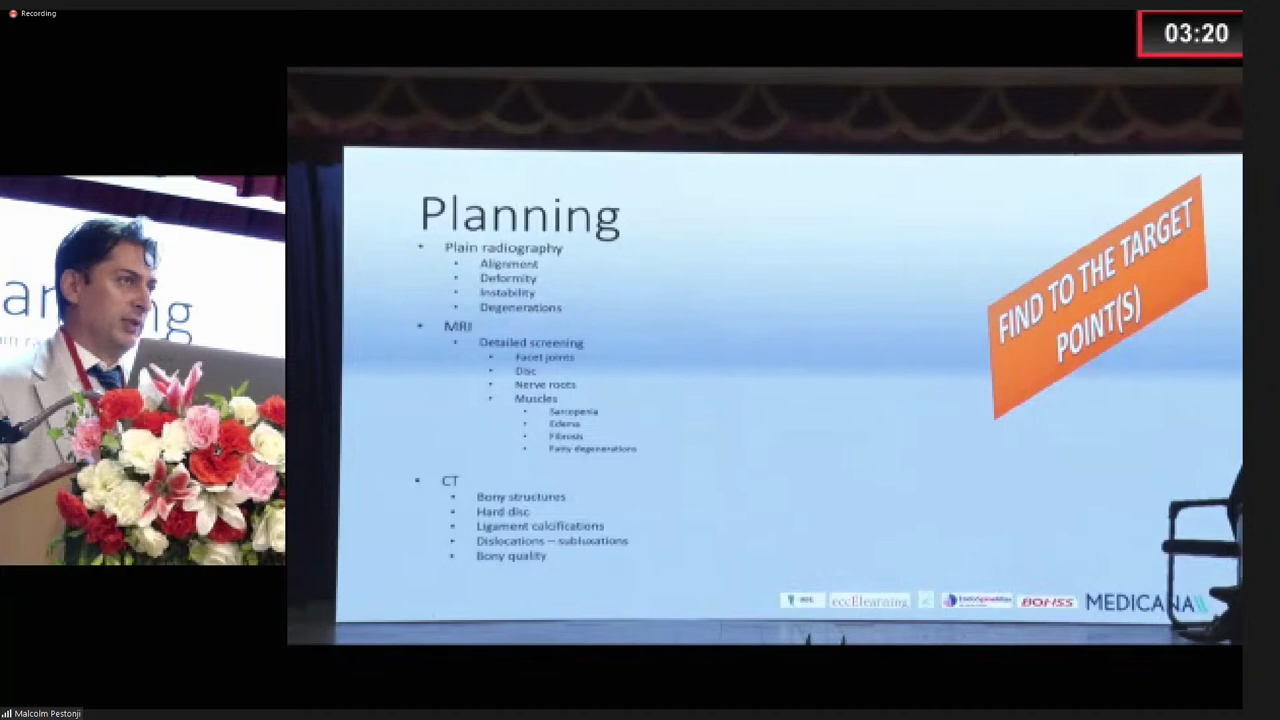 Recording
03:20
Planning
Plain radiography
Alignment
Deformity
Instability
Degenerations
MRI
Detailed screening
Facet joints
Disc
Nerve roots
Muscles
Sarcopenia
Edema
Fibrosis
Fatty degenerations
CT
Bony structures
Hard disc
Ligament calcifications
Dislocations – subluxations
Bony quality
FIND TO THE TARGET
POINT(S)
eccElearning
BOHSS
MEDICANA
Malcolm Pestonji